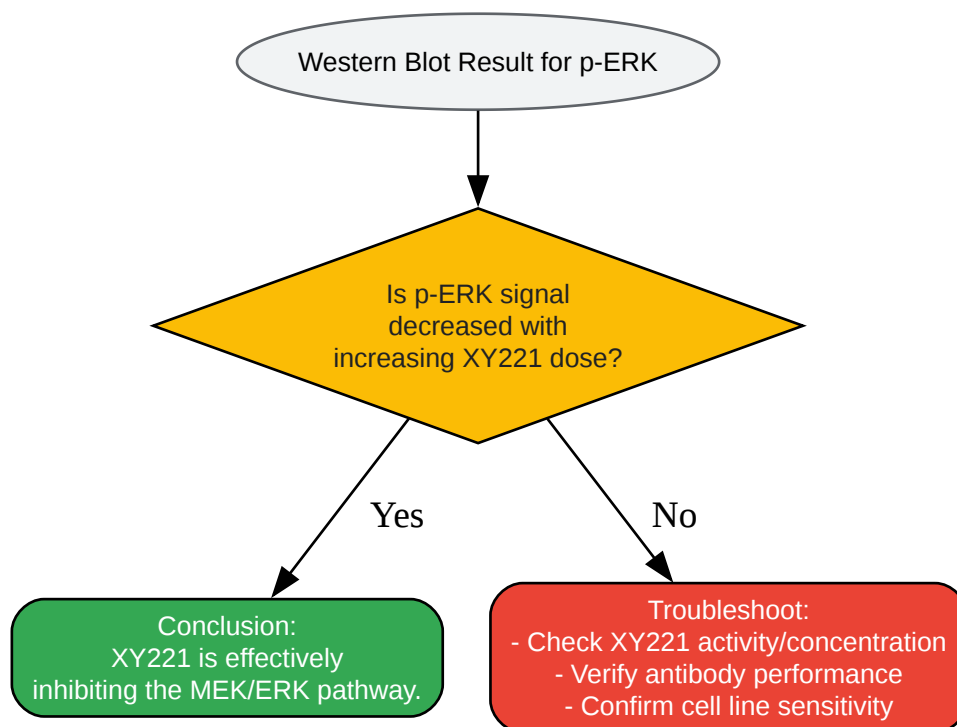 Western Blot Result for p-ERK
Is p-ERK signal
decreased with
increasing XY221 dose?
Yes
No
Conclusion:
XY221 is effectively
inhibiting the MEK/ERK pathway.
Troubleshoot:
- Check XY221 activity/concentration
- Verify antibody performance
- Confirm cell line sensitivity